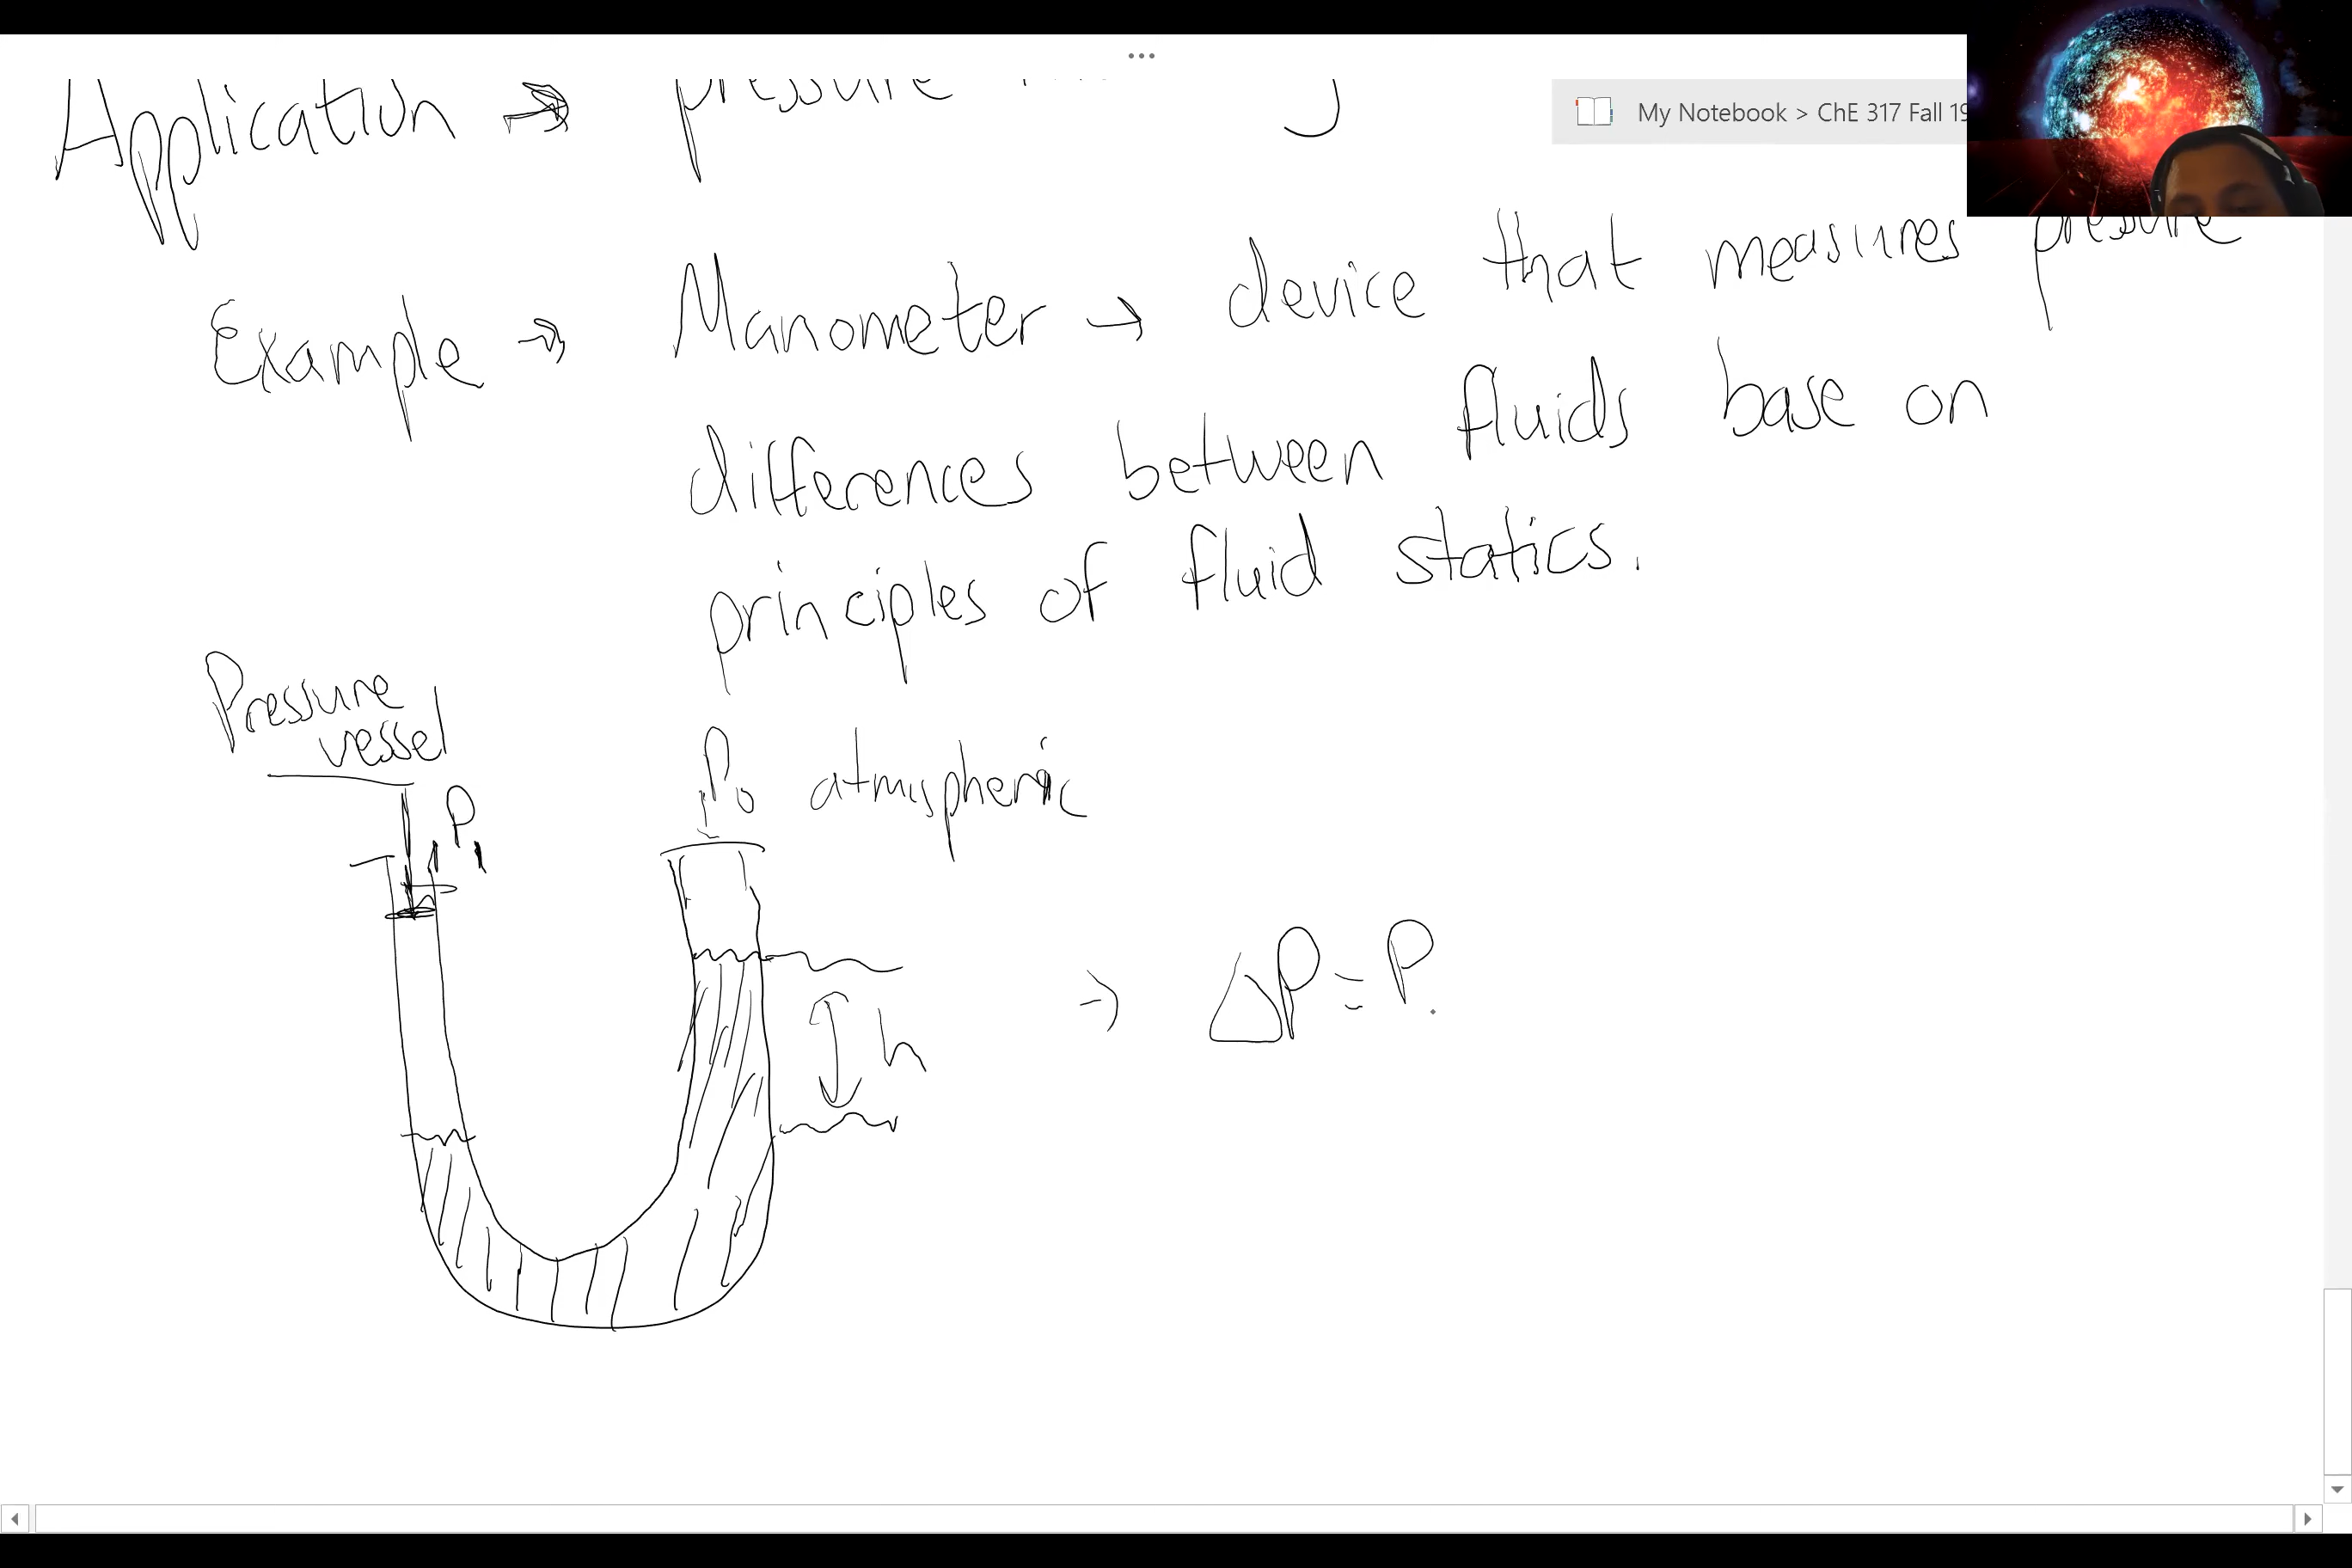 Application → pressure
My Notebook > ChE 317 Fall 19
Example → Manometer → device that measures pressure
differences between fluids base on
principles of fluid statics.
Pressure
vessel
P₀ atmospheric
P₁
h
→ ΔP = P